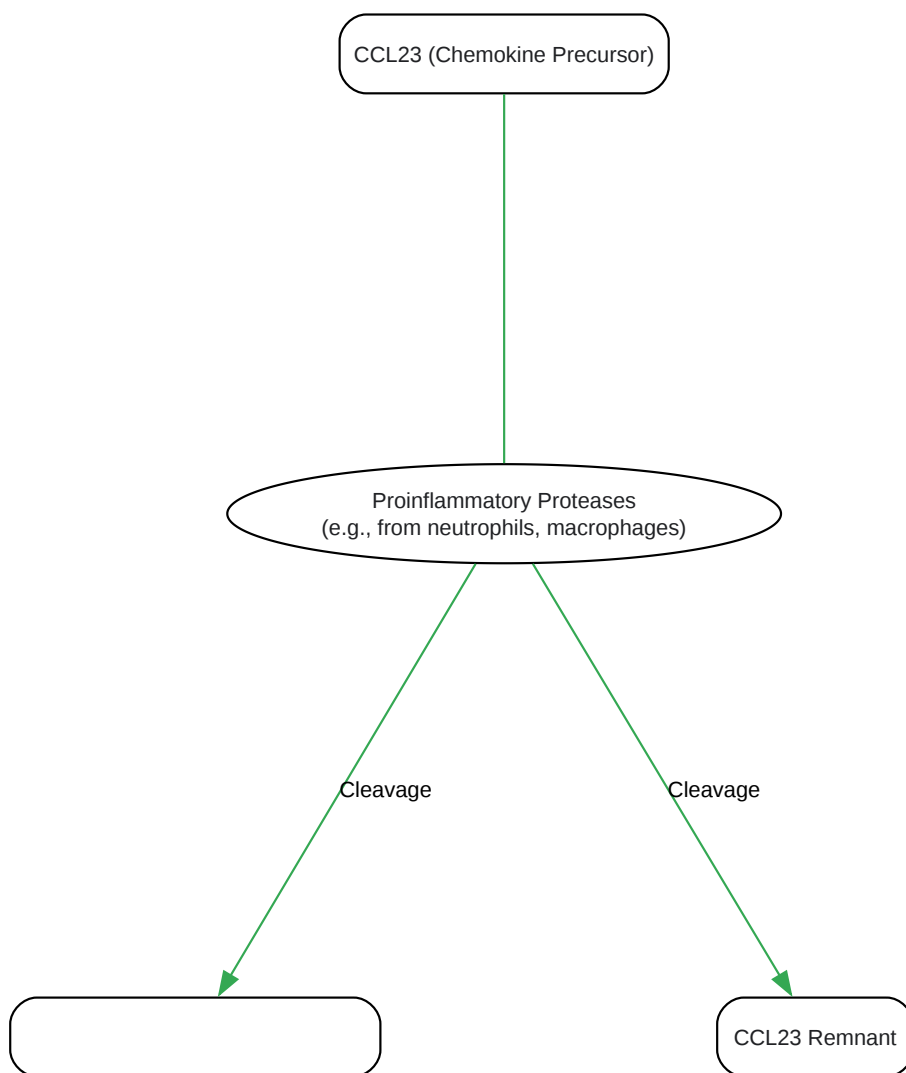 CCL23 (Chemokine Precursor)
Proinflammatory Proteases
(e.g., from neutrophils, macrophages)
Cleavage
Cleavage
CCL23 Remnant